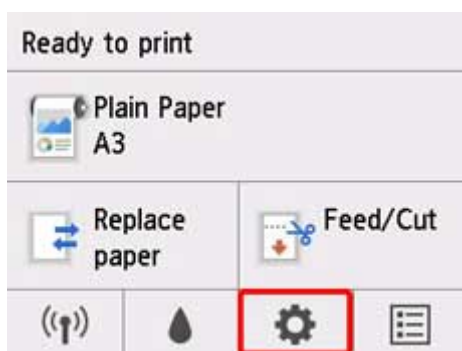 Ready to print
Plain Paper
A3
Replace
paper
Feed/Cut